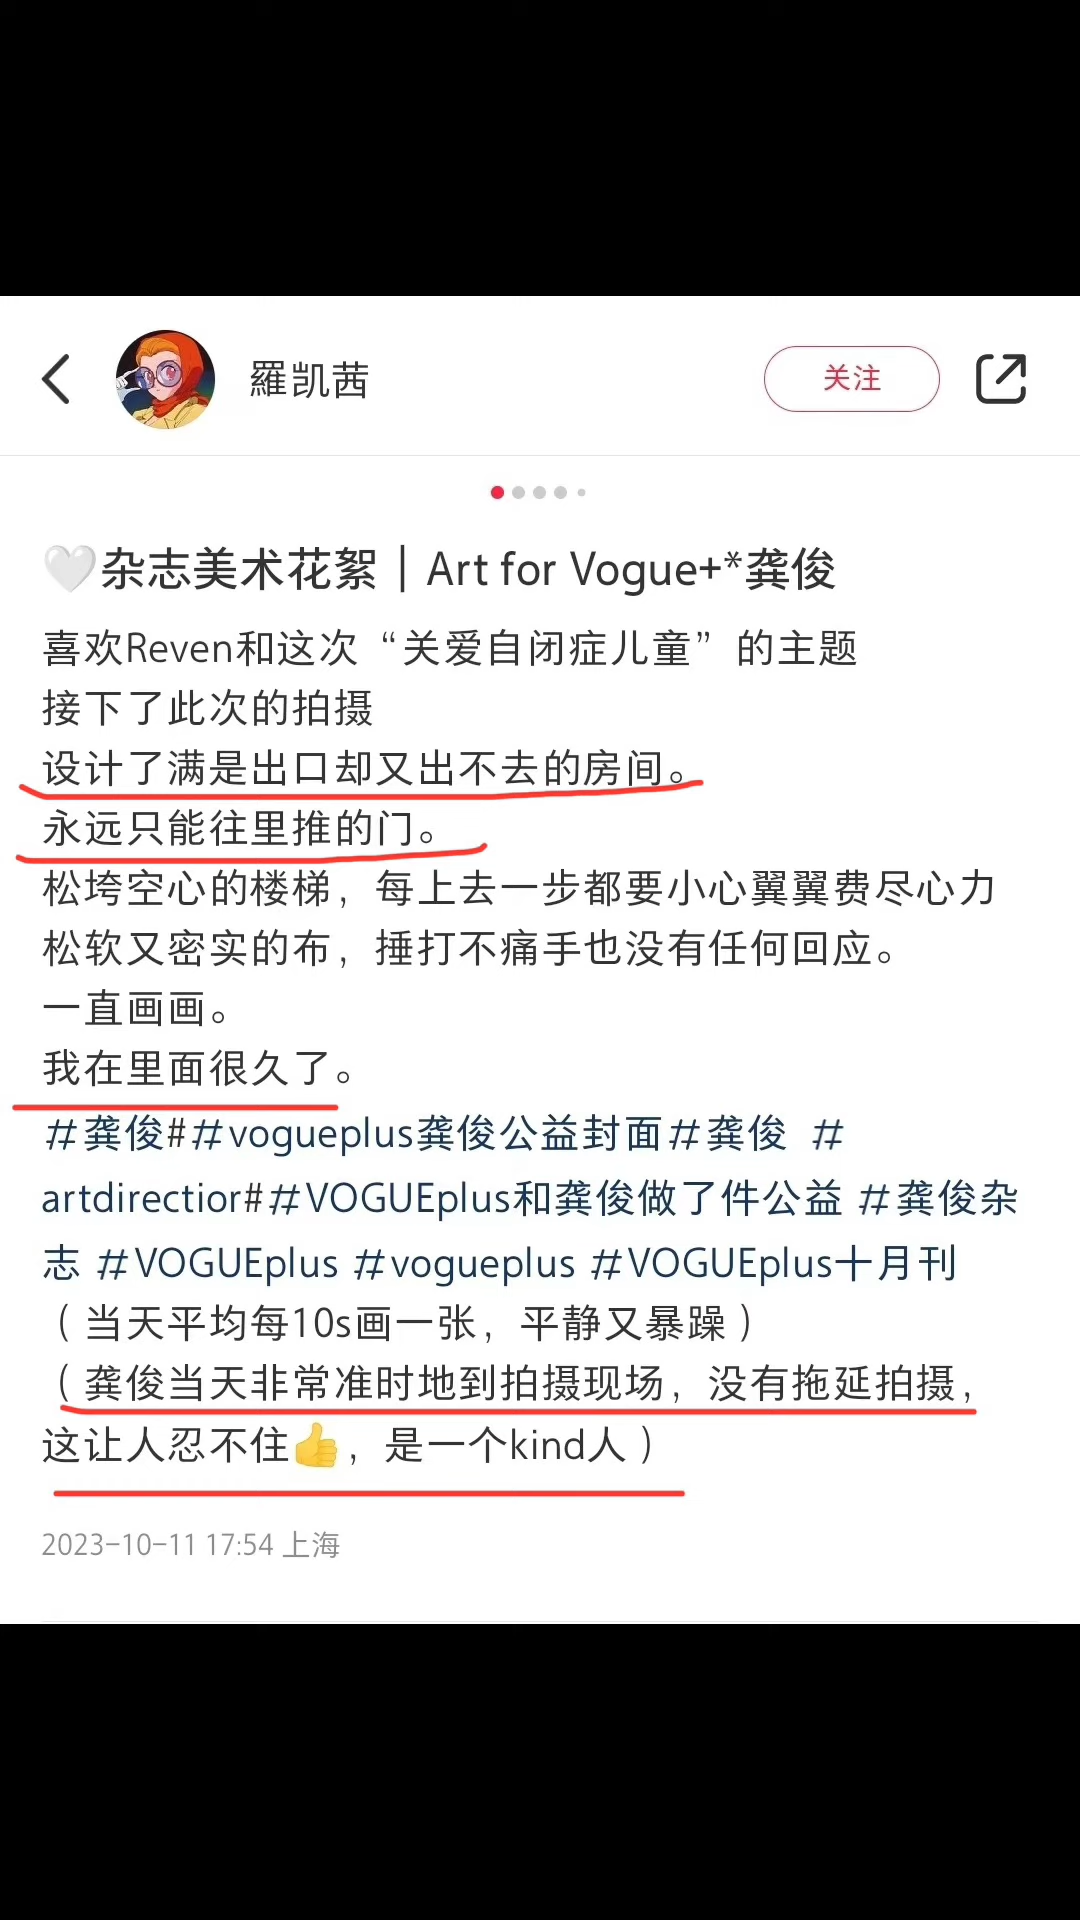 羅凯茜
关注
🤍杂志美术花絮｜Art for Vogue+*龚俊
喜欢Reven和这次“关爱自闭症儿童”的主题
接下了此次的拍摄
设计了满是出口却又出不去的房间。
永远只能往里推的门。
松垮空心的楼梯，每上去一步都要小心翼翼费尽心力
松软又密实的布，捶打不痛手也没有任何回应。
一直画画。
我在里面很久了。
#龚俊##vogueplus龚俊公益封面#龚俊 #
artdirectior##VOGUEplus和龚俊做了件公益 #龚俊杂
志 #VOGUEplus #vogueplus #VOGUEplus十月刊
（当天平均每10s画一张，平静又暴躁）
（龚俊当天非常准时地到拍摄现场，没有拖延拍摄，
这让人忍不住👍，是一个kind人）
2023-10-11 17:54 上海